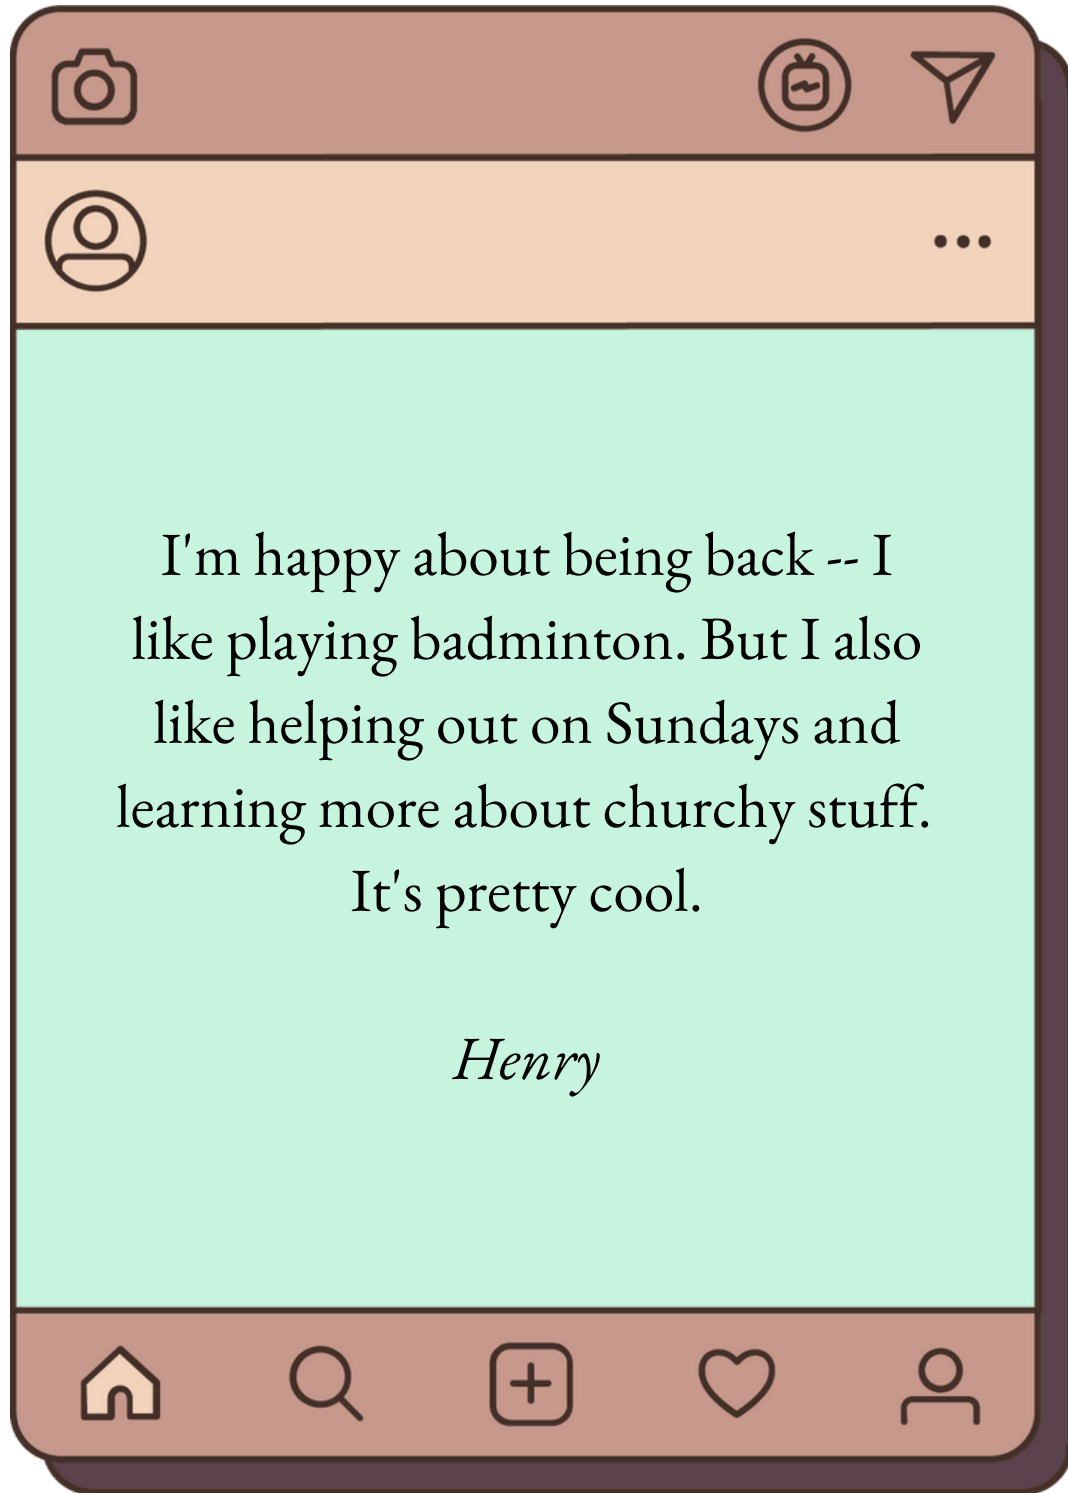 I'm happy about being back -- I
like playing badminton. But I also
like helping out on Sundays and
learning more about churchy stuff.
It's pretty cool.
Henry